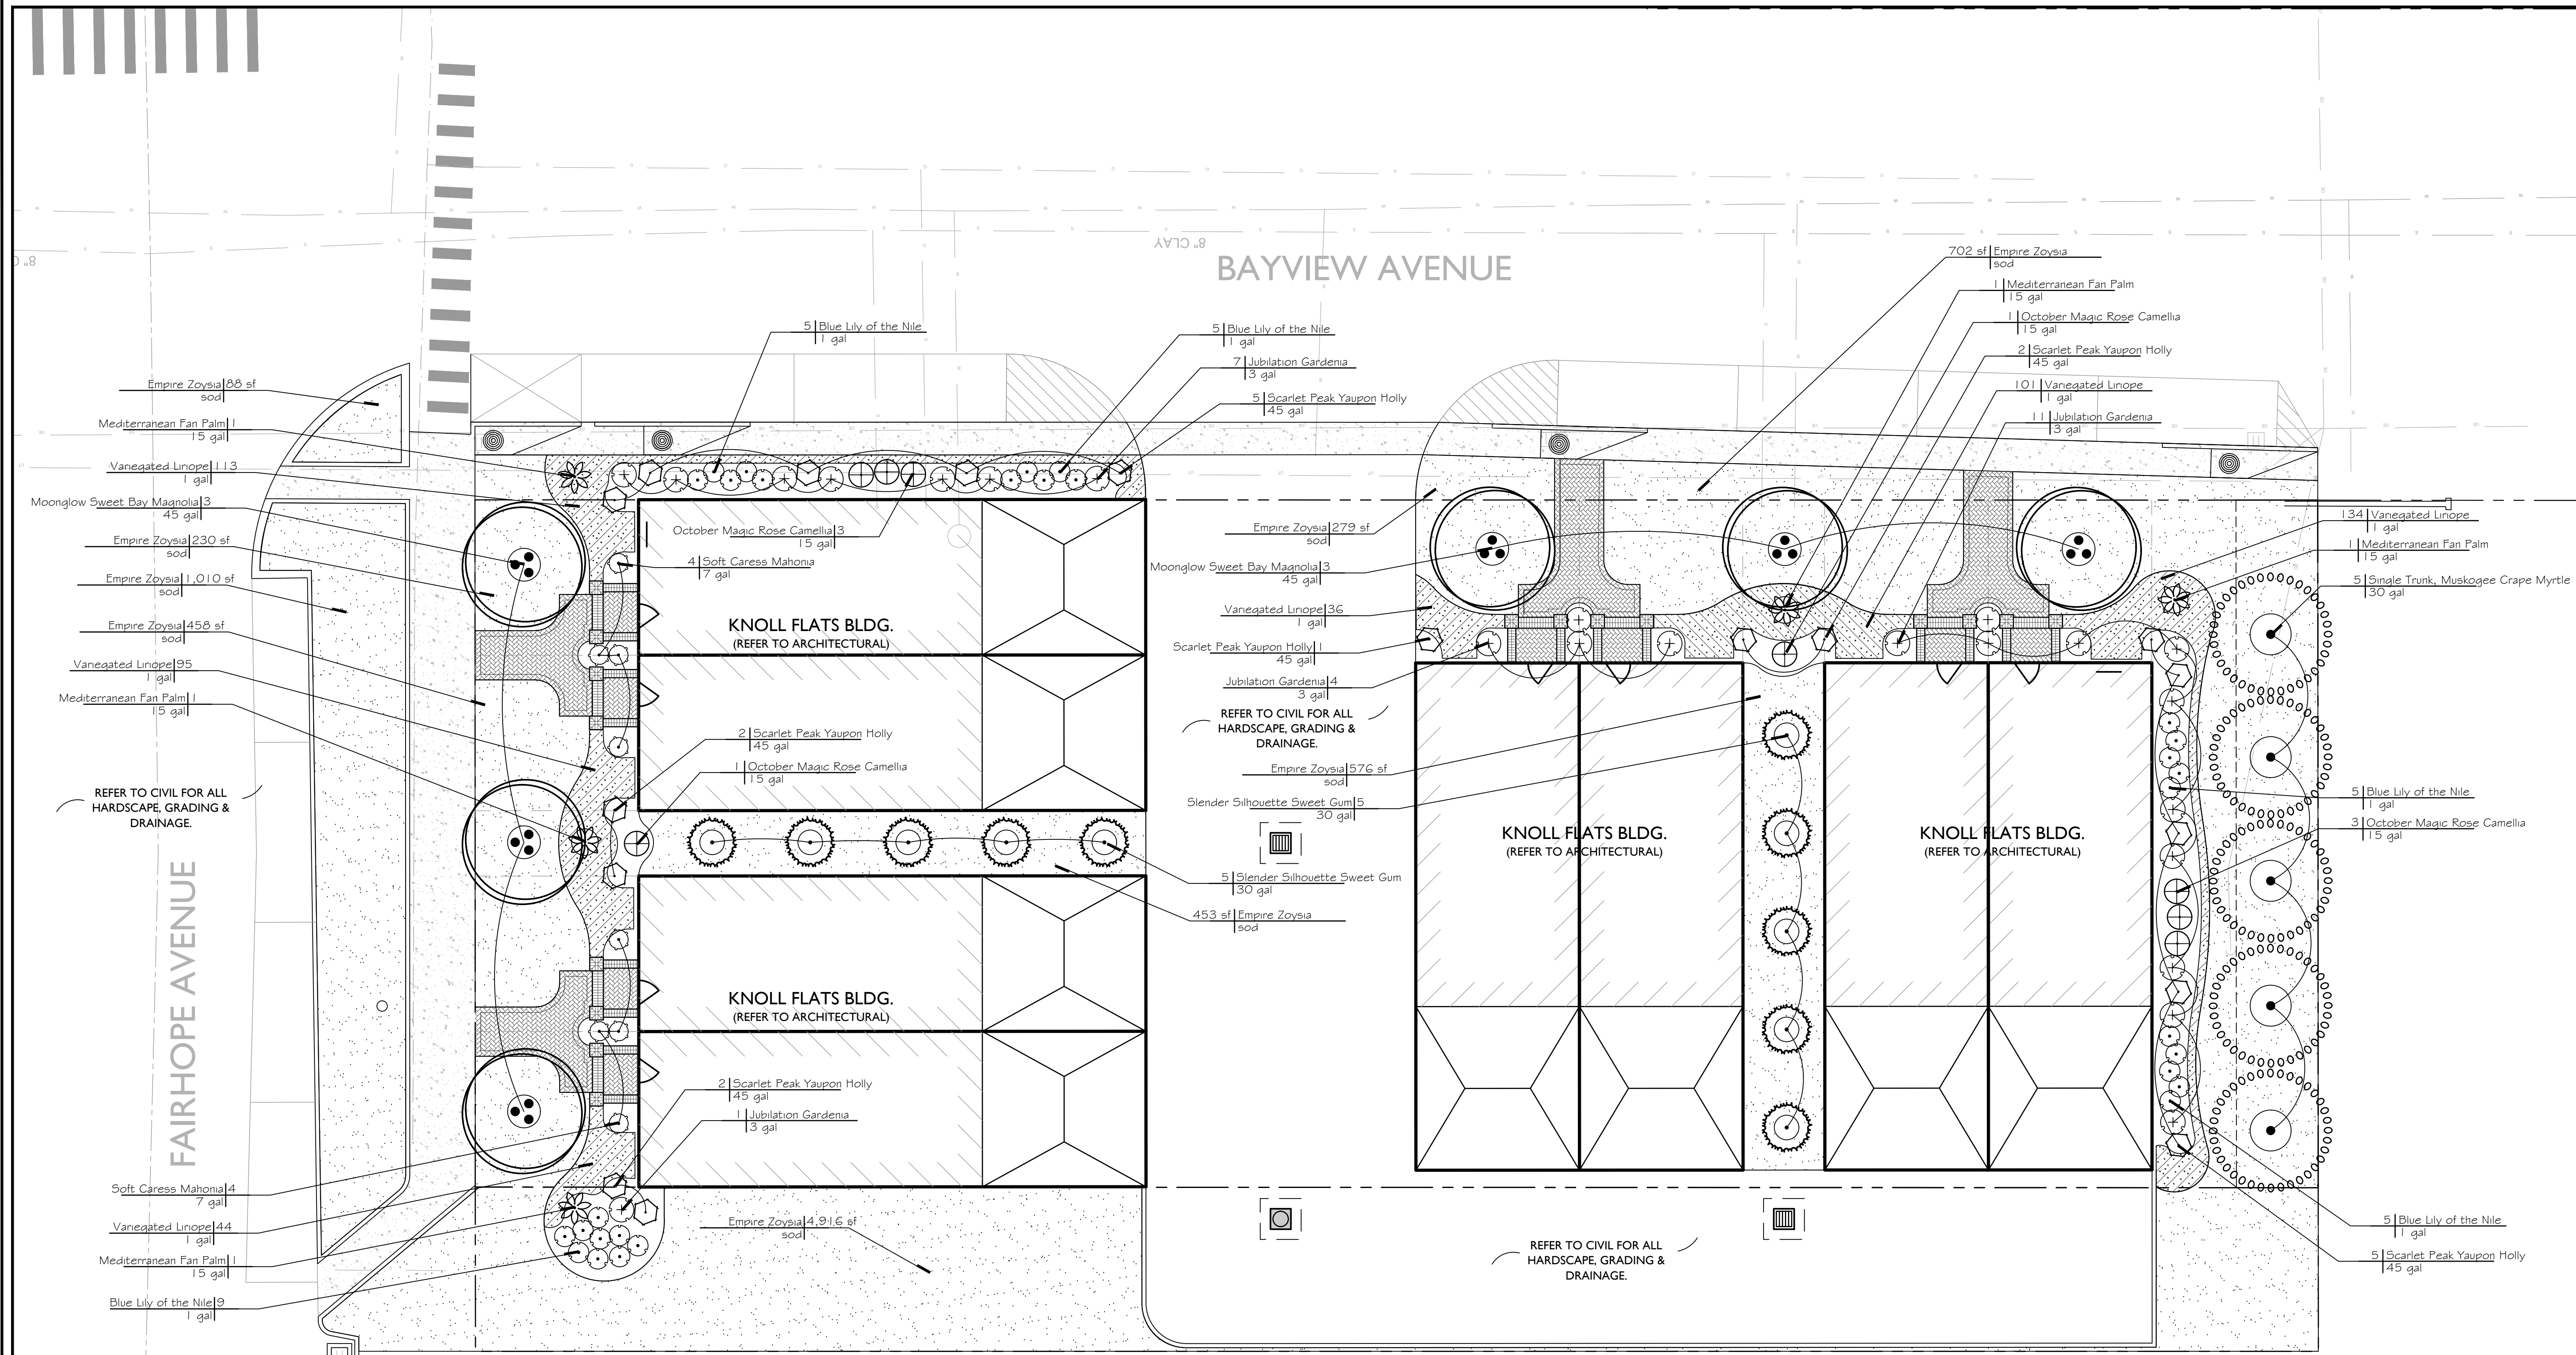 8" CLAY
BAYVIEW AVENUE
FAIRHOPE AVENUE
Empire Zoysia 88 sf
sod
Mediterranean Fan Palm 1
15 gal
Variegated Liriope 113
1 gal
Moonglow Sweet Bay Magnolia 3
45 gal
Empire Zoysia 230 sf
sod
Empire Zoysia 1,010 sf
sod
Empire Zoysia 458 sf
sod
Variegated Liriope 95
1 gal
Mediterranean Fan Palm 1
15 gal
REFER TO CIVIL FOR ALL
HARDSCAPE, GRADING &
DRAINAGE.
Soft Caress Mahonia 4
7 gal
Variegated Liriope 44
1 gal
Mediterranean Fan Palm 1
15 gal
Blue Lily of the Nile 9
1 gal
5 Blue Lily of the Nile
1 gal
October Magic Rose Camellia 3
15 gal
4 Soft Caress Mahonia
7 gal
KNOLL FLATS BLDG.
(REFER TO ARCHITECTURAL)
2 Scarlet Peak Yaupon Holly
45 gal
1 October Magic Rose Camellia
15 gal
KNOLL FLATS BLDG.
(REFER TO ARCHITECTURAL)
2 Scarlet Peak Yaupon Holly
45 gal
1 Jubilation Gardenia
3 gal
Empire Zoysia 4,916 sf
sod
5 Blue Lily of the Nile
1 gal
7 Jubilation Gardenia
3 gal
5 Scarlet Peak Yaupon Holly
45 gal
Empire Zoysia 279 sf
sod
Moonglow Sweet Bay Magnolia 3
45 gal
Variegated Liriope 36
1 gal
Scarlet Peak Yaupon Holly 1
45 gal
Jubilation Gardenia 4
3 gal
REFER TO CIVIL FOR ALL
HARDSCAPE, GRADING &
DRAINAGE.
Empire Zoysia 576 sf
sod
Slender Silhouette Sweet Gum 5
30 gal
5 Slender Silhouette Sweet Gum
30 gal
453 sf Empire Zoysia
sod
KNOLL FLATS BLDG.
(REFER TO ARCHITECTURAL)
KNOLL FLATS BLDG.
(REFER TO ARCHITECTURAL)
REFER TO CIVIL FOR ALL
HARDSCAPE, GRADING &
DRAINAGE.
702 sf Empire Zoysia
sod
1 Mediterranean Fan Palm
15 gal
1 October Magic Rose Camellia
15 gal
2 Scarlet Peak Yaupon Holly
45 gal
101 Variegated Liriope
1 gal
11 Jubilation Gardenia
3 gal
134 Variegated Liriope
1 gal
1 Mediterranean Fan Palm
15 gal
5 Single Trunk, Muskogee Crape Myrtle
30 gal
5 Blue Lily of the Nile
1 gal
3 October Magic Rose Camellia
15 gal
5 Blue Lily of the Nile
1 gal
5 Scarlet Peak Yaupon Holly
45 gal